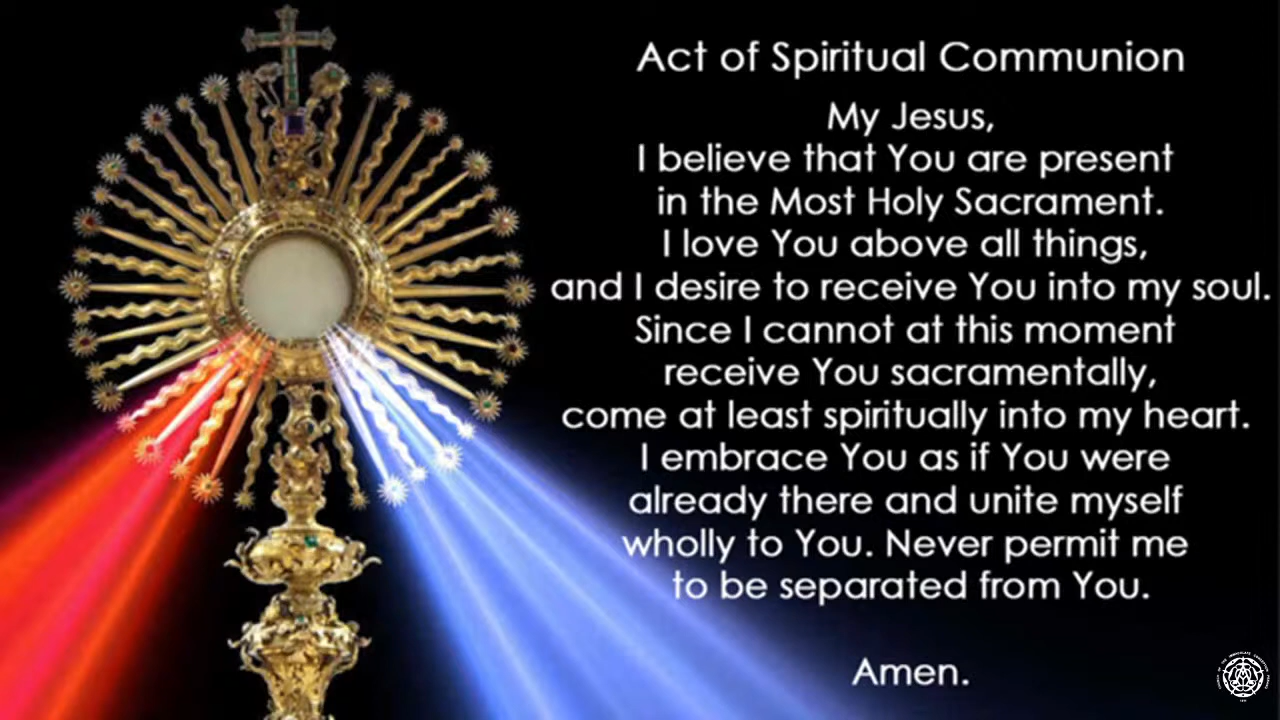 Act of Spiritual Communion
My Jesus,
I believe that You are present
in the Most Holy Sacrament.
I love You above all things,
and I desire to receive You into my soul.
Since I cannot at this moment
receive You sacramentally,
come at least spiritually into my heart.
I embrace You as if You were
already there and unite myself
wholly to You. Never permit me
to be separated from You.
Amen.